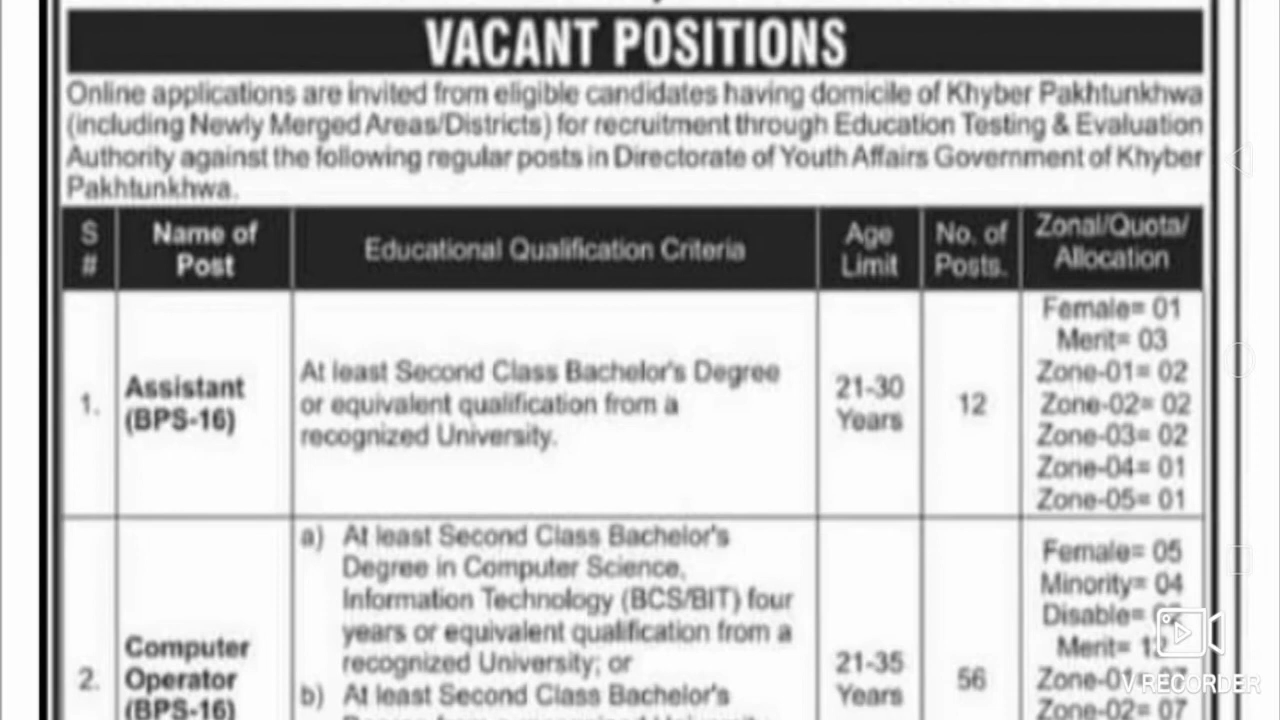 VACANT POSITIONS
Online applications are invited from eligible candidates having domicile of Khyber Pakhtunkhwa
(including Newly Merged Areas/Districts) for recruitment through Education Testing & Evaluation
Authority against the following regular posts in Directorate of Youth Affairs Government of Khyber
Pakhtunkhwa.
S # Name of Post Educational Qualification Criteria Age Limit No. of Posts. Zonal/Quota/ Allocation
1.
Assistant
(BPS-16)
At least Second Class Bachelor's Degree
or equivalent qualification from a
recognized University.
21-30
Years
12
Female= 01
Merit= 03
Zone-01= 02
Zone-02= 02
Zone-03= 02
Zone-04= 01
Zone-05= 01
2.
Computer
Operator
(BPS-16)
a) At least Second Class Bachelor's
Degree in Computer Science,
Information Technology (BCS/BIT) four
years or equivalent qualification from a
recognized University; or
b) At least Second Class Bachelor's
21-35
Years
56
Female= 05
Minority= 04
Disable=
Merit=
Zone-02= 07
V RECORDER